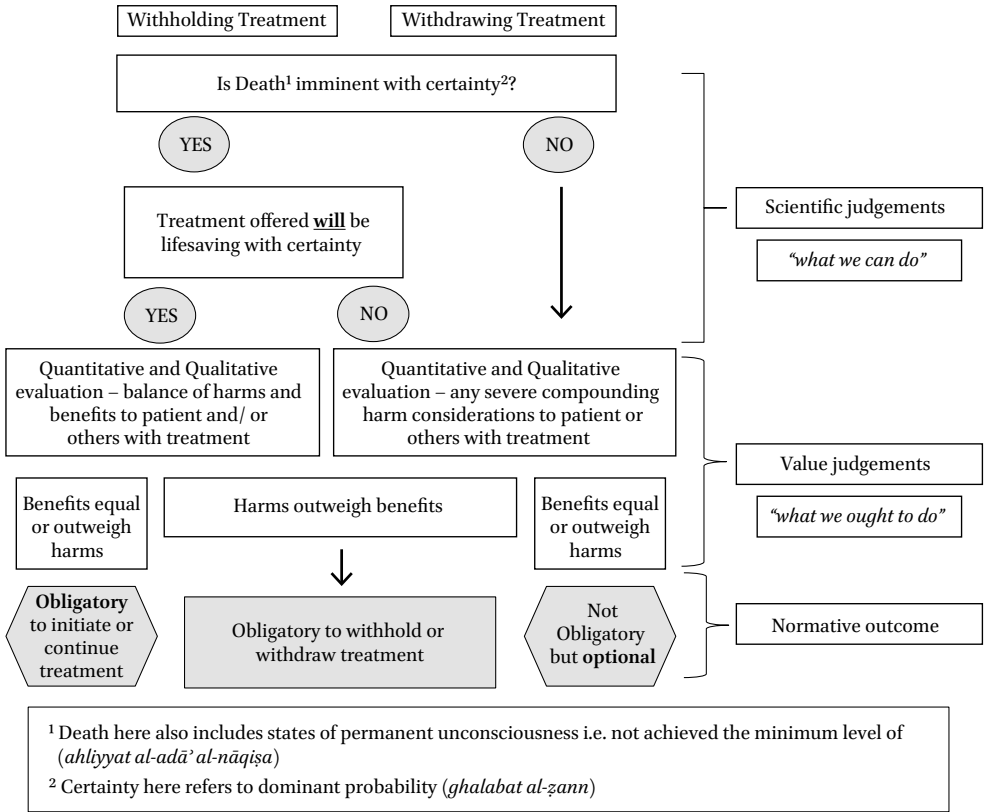 Withholding Treatment
Withdrawing Treatment
Is Death¹ imminent with certainty²?
YES
NO
Treatment offered will be
lifesaving with certainty
Scientific judgements
“what we can do”
YES
NO
Quantitative and Qualitative
evaluation – balance of harms and
benefits to patient and/ or
others with treatment
Quantitative and Qualitative
evaluation – any severe compounding
harm considerations to patient or
others with treatment
Value judgements
“what we ought to do”
Benefits equal
or outweigh
harms
Harms outweigh benefits
Benefits equal
or outweigh
harms
Obligatory
to initiate or
continue
treatment
Obligatory to withhold or
withdraw treatment
Not
Obligatory
but optional
Normative outcome
¹ Death here also includes states of permanent unconsciousness i.e. not achieved the minimum level of
(ahliyyat al-adāʾ al-nāqiṣa)
² Certainty here refers to dominant probability (ghalabat al-ẓann)